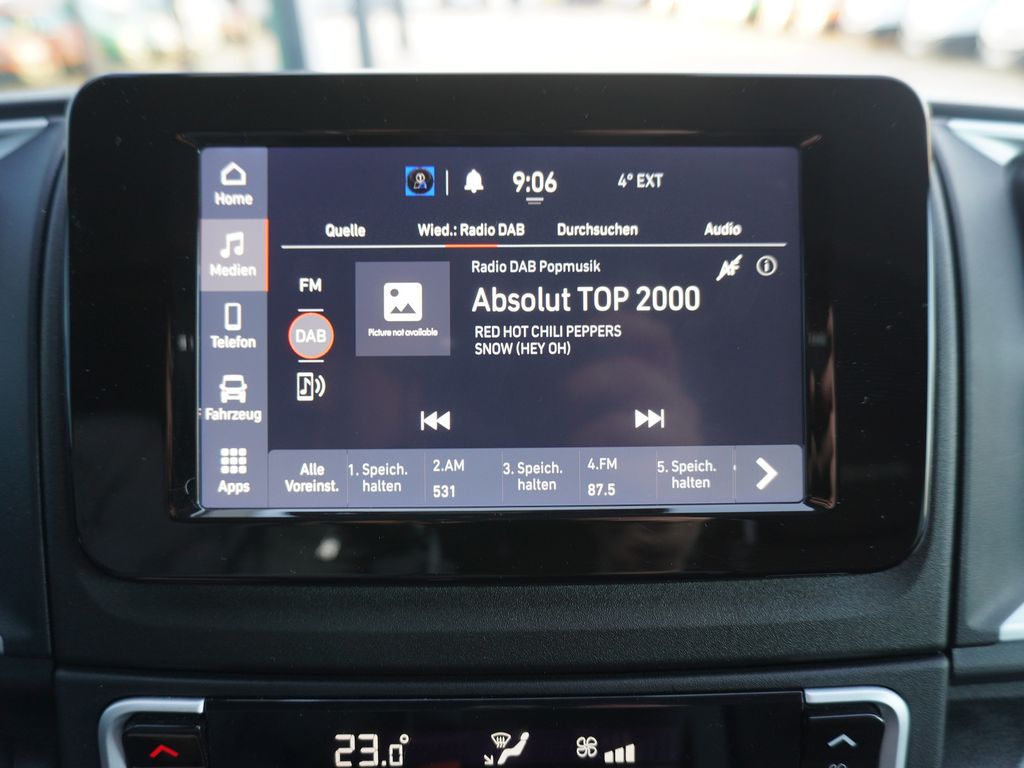 9:06
4° EXT
Home
Medien
Telefon
Fahrzeug
Apps
Quelle
Wied.: Radio DAB
Durchsuchen
Audio
FM
DAB
Picture not available
Radio DAB Popmusik
AF
Absolut TOP 2000
RED HOT CHILI PEPPERS
SNOW (HEY OH)
Alle
Voreinst.
1. Speich.
halten
2.AM
531
3. Speich.
halten
4.FM
87.5
5. Speich.
halten
23.0°